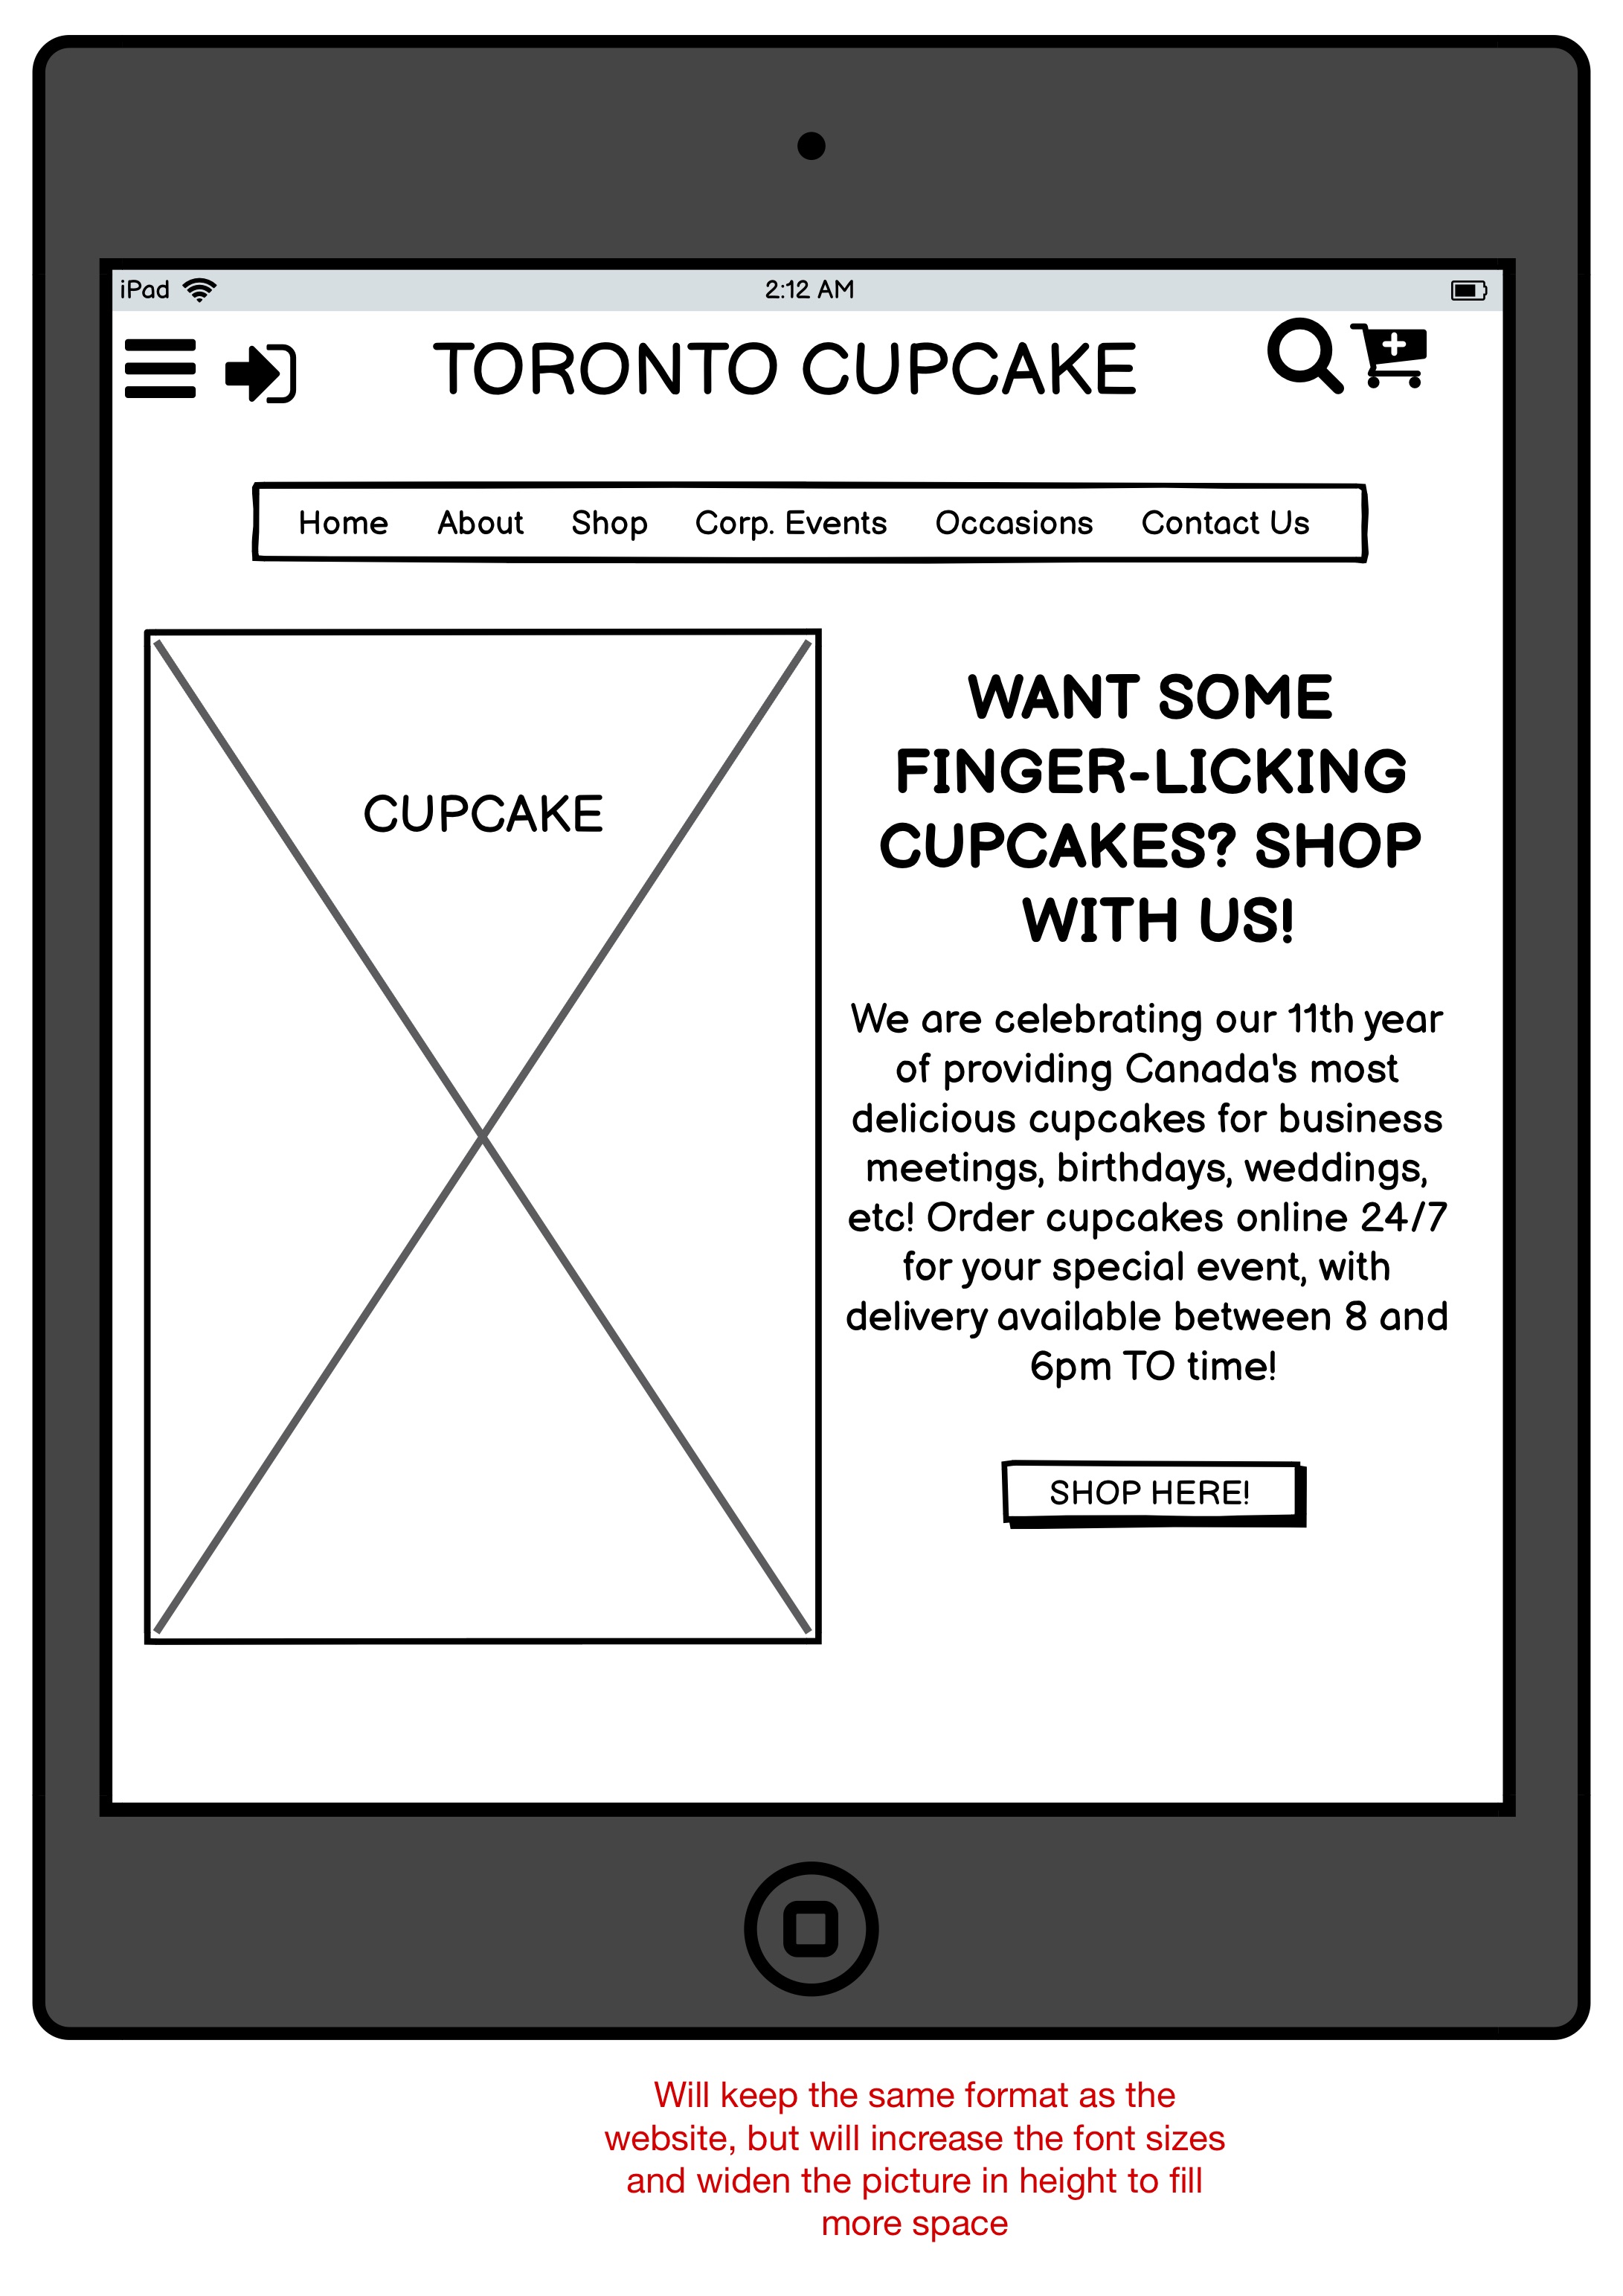 iPad 2:12 AM
TORONTO CUPCAKE
Home About Shop Corp. Events Occasions Contact Us
CUPCAKE
WANT SOME
FINGER-LICKING
CUPCAKES? SHOP
WITH US!
We are celebrating our 11th year
of providing Canada's most
delicious cupcakes for business
meetings, birthdays, weddings,
etc! Order cupcakes online 24/7
for your special event, with
delivery available between 8 and
6pm TO time!
SHOP HERE!
Will keep the same format as the
website, but will increase the font sizes
and widen the picture in height to fill
more space